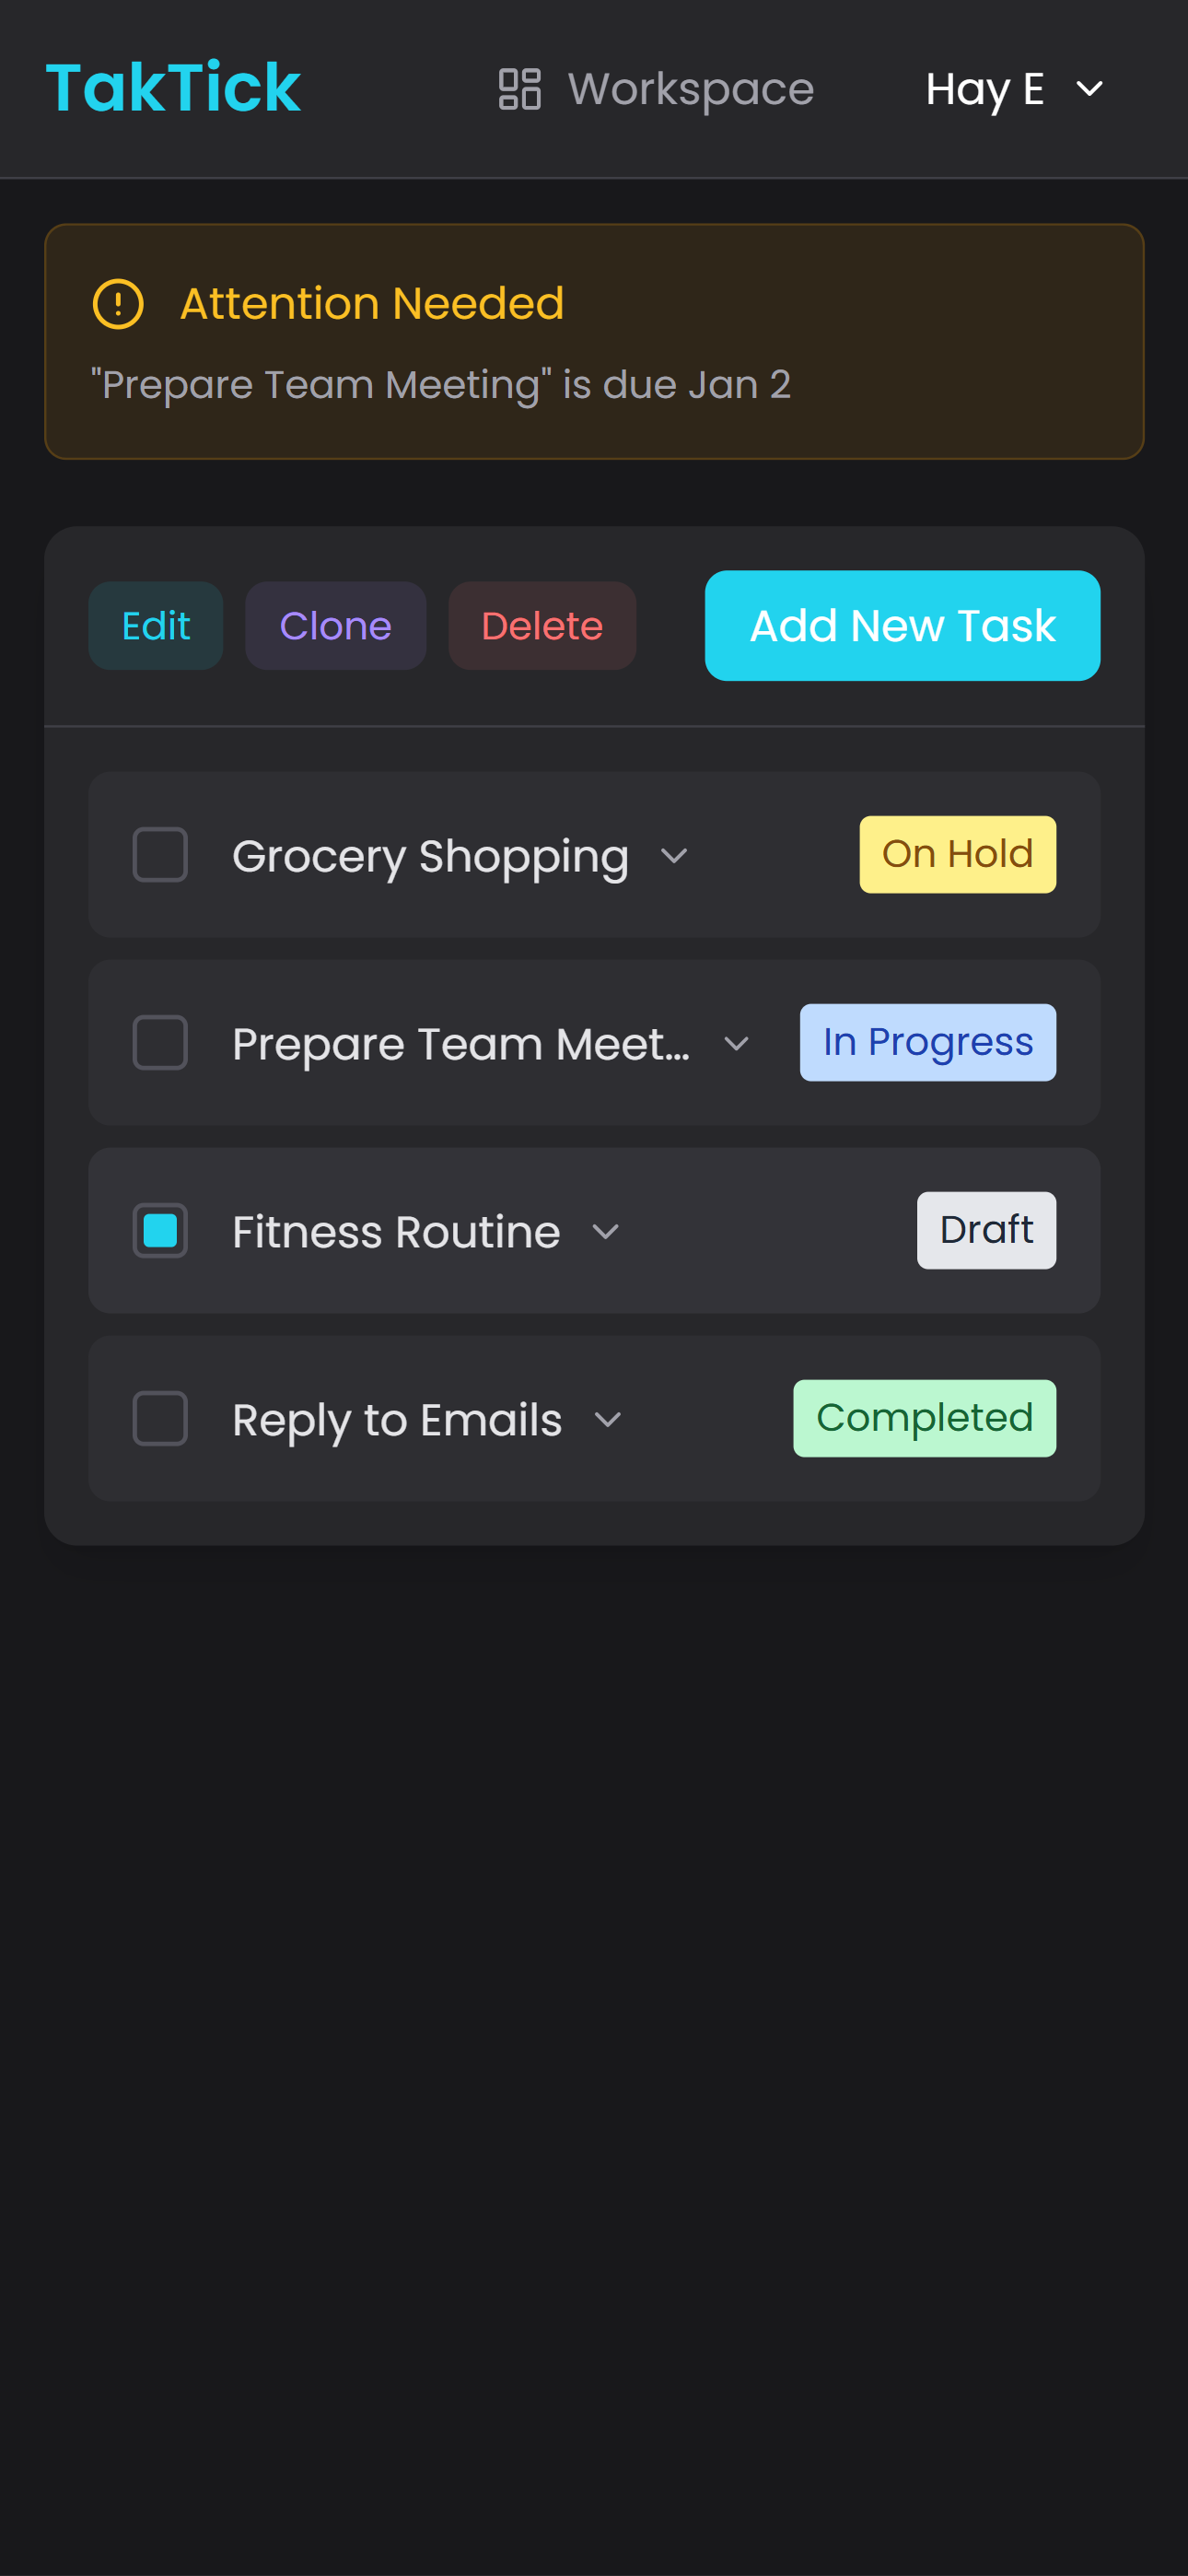 TakTick Workspace Hay E
Attention Needed
"Prepare Team Meeting" is due Jan 2
Edit Clone Delete Add New Task
Grocery Shopping On Hold
Prepare Team Meet... In Progress
Fitness Routine Draft
Reply to Emails Completed